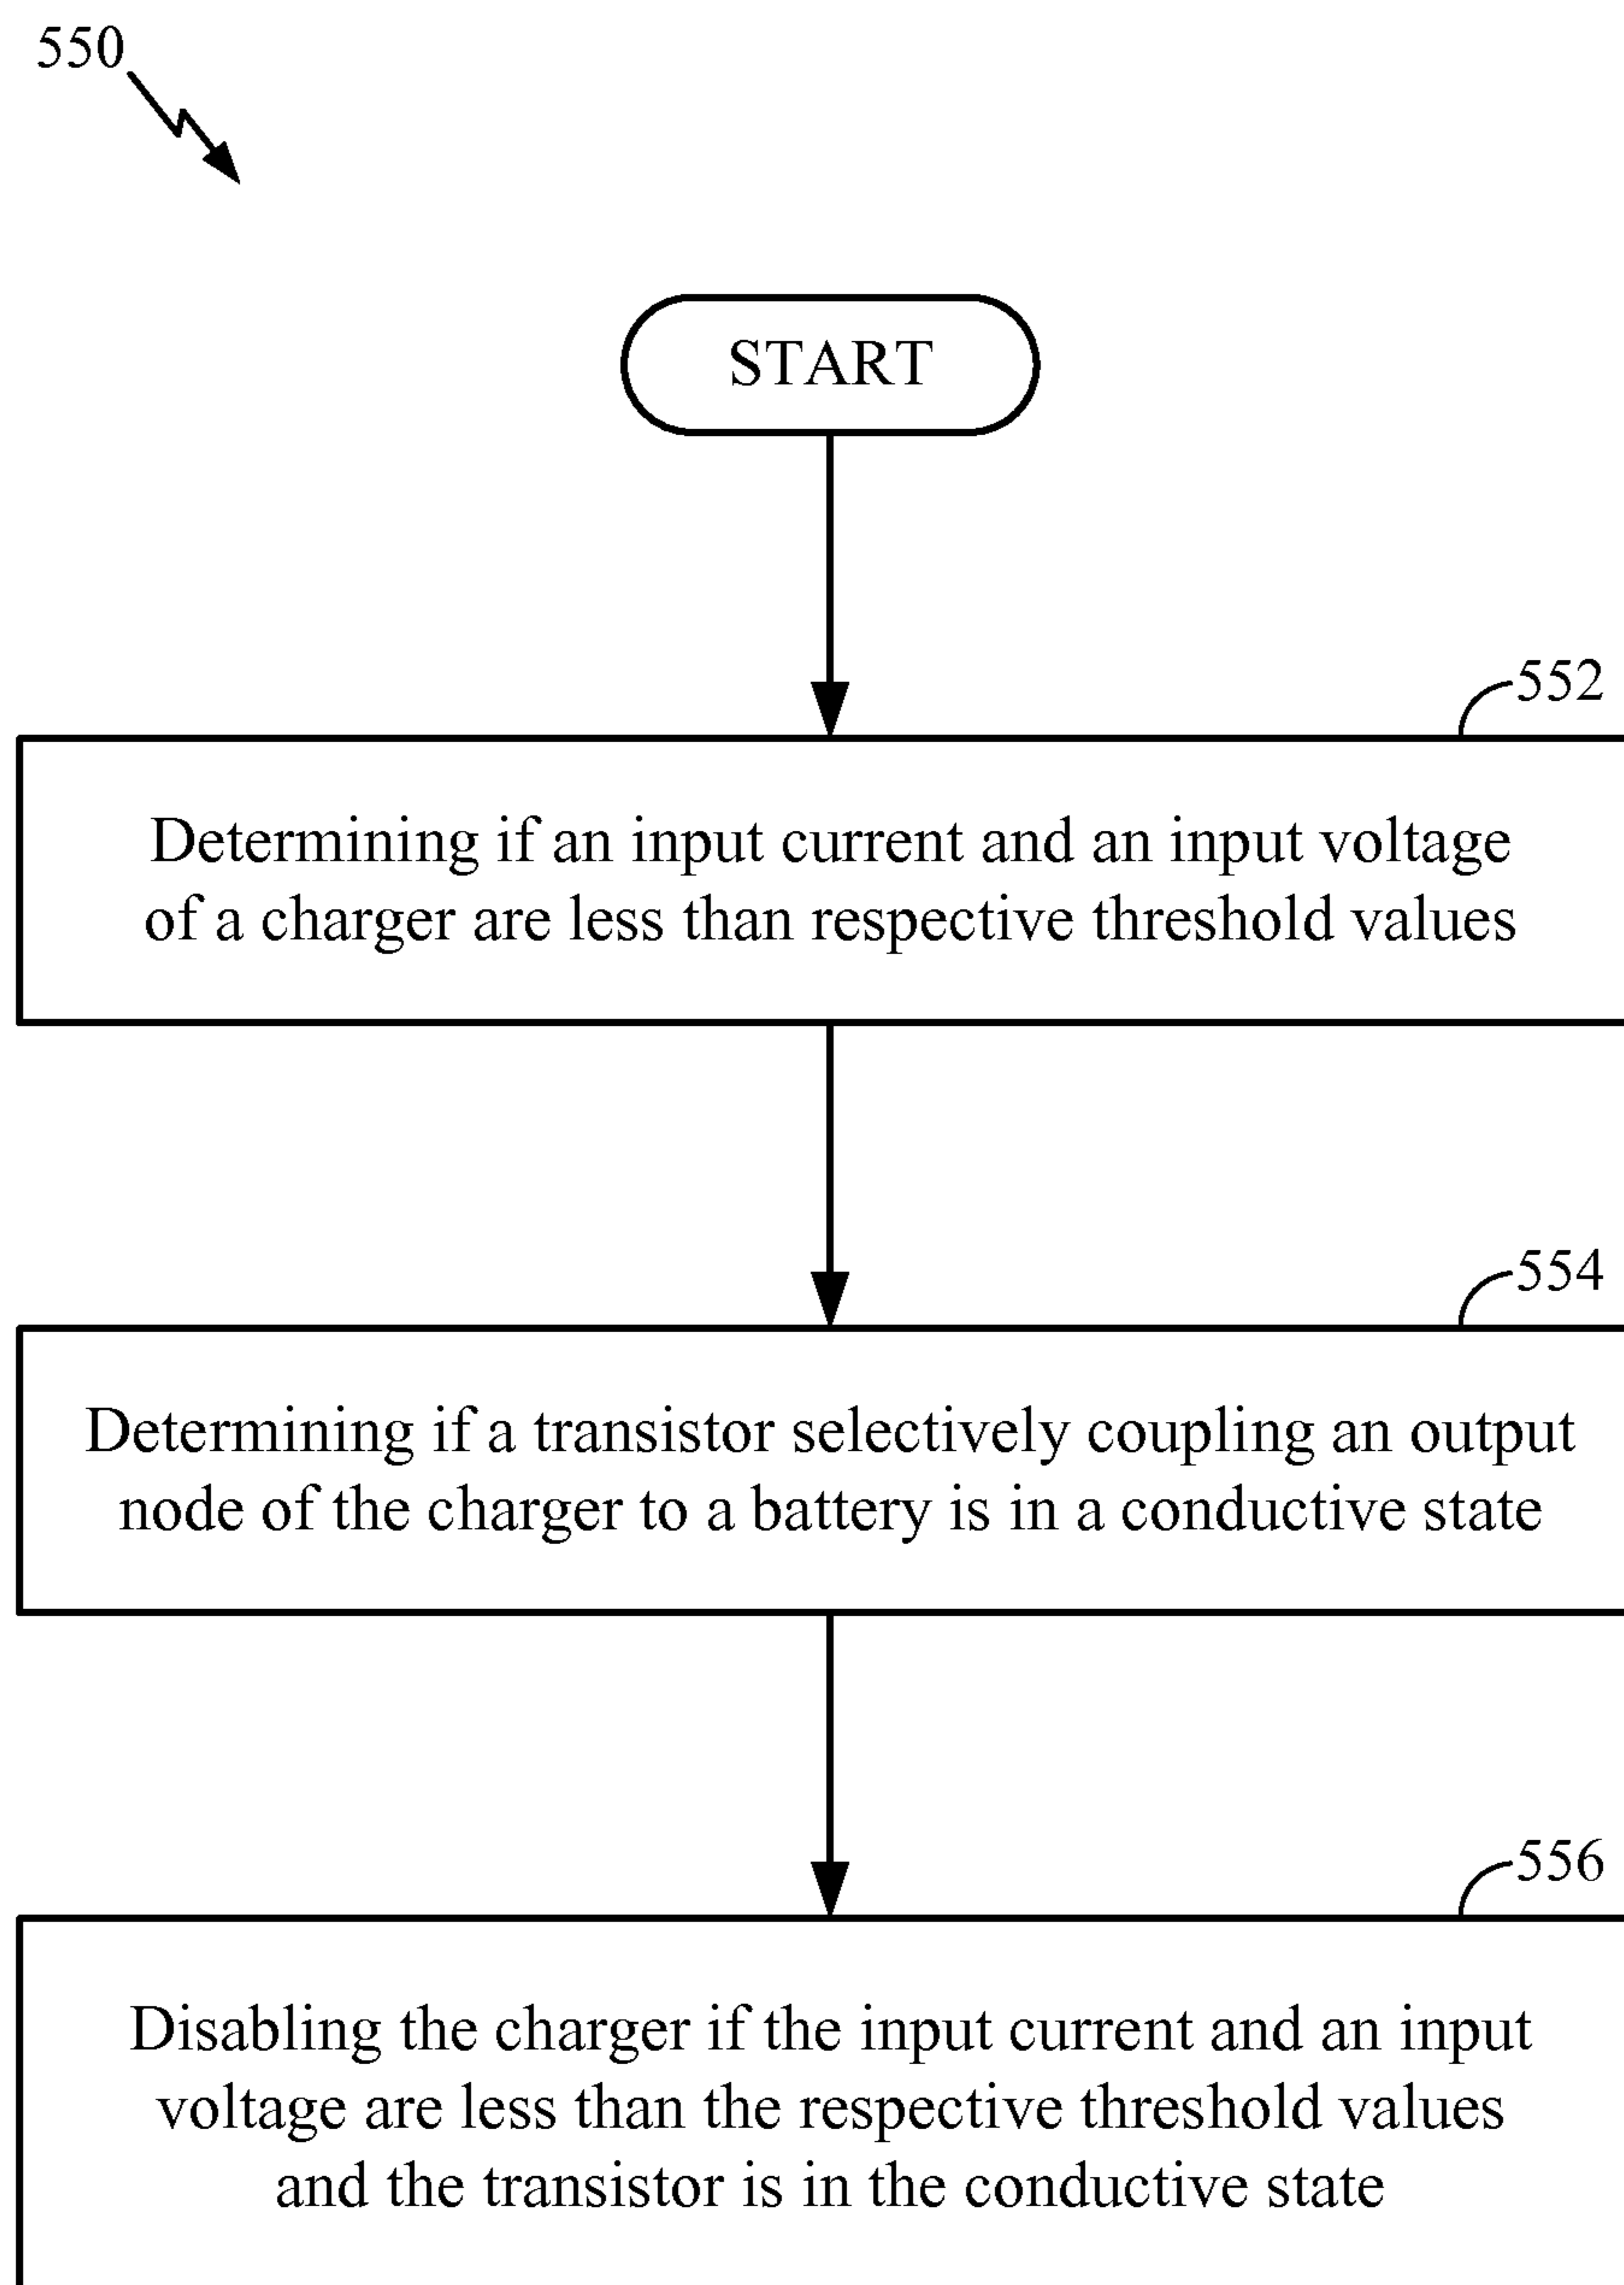 550
START
552
Determining if an input current and an input voltage
of a charger are less than respective threshold values
554
Determining if a transistor selectively coupling an output
node of the charger to a battery is in a conductive state
556
Disabling the charger if the input current and an input
voltage are less than the respective threshold values
and the transistor is in the conductive state